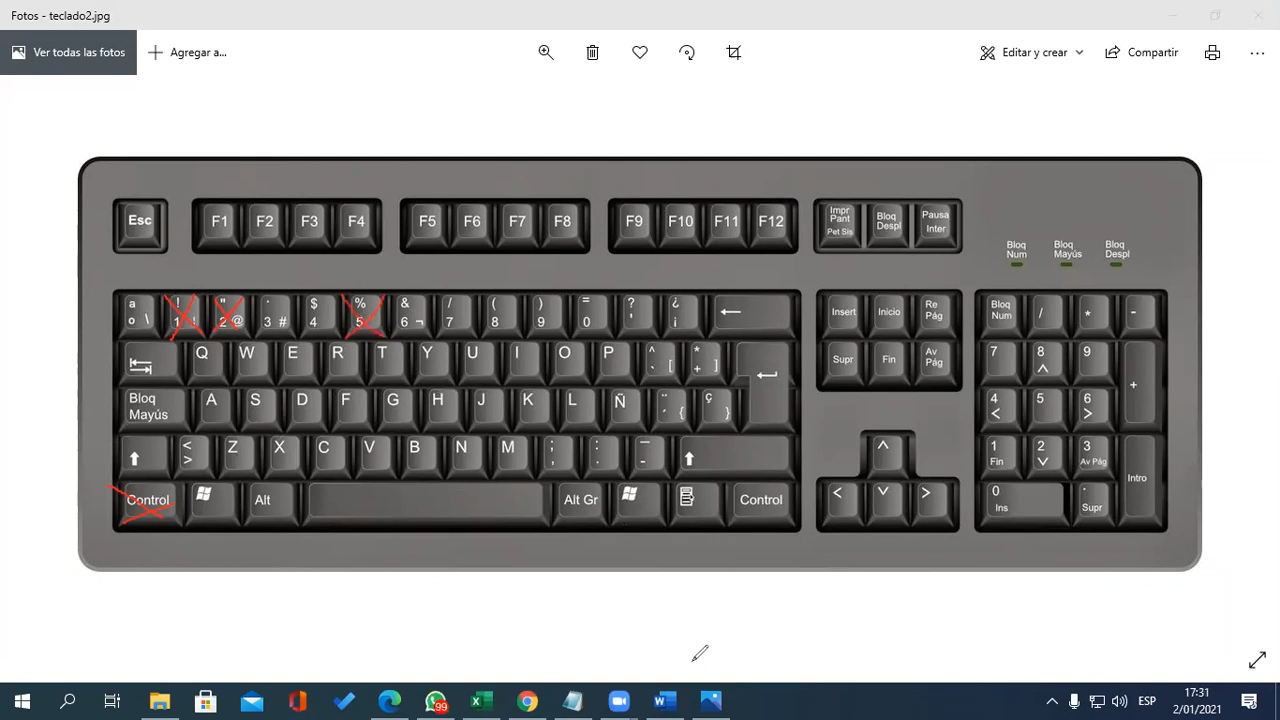 Fotos - teclado2.jpg
Ver todas las fotos
Agregar a...
Editar y crear
Compartir
Esc F1 F2 F3 F4 F5 F6 F7 F8 F9 F10 F11 F12
Impr Pant Pet Sis
Bloq Despl
Pausa Inter
Bloq Num
Bloq Mayús
Bloq Despl
a o \ ! 1 " 2 @ · 3 # $ 4 % 5 & 6 ¬ / 7 ( 8 ) 9 = 0 ? ' ¿ ¡ ←
Insert Inicio Re Pág
Bloq Num / * -
Q W E R T Y U I O P ^ ` [ * + ]
Supr Fin Av Pág
7 8 ^ 9 +
Bloq Mayús A S D F G H J K L Ñ ¨ ´ { ç }
4 < 5 6 >
< > Z X C V B N M ; , : . _ -
1 Fin 2 3 Av Pág Intro
Control Alt Alt Gr Control
0 Ins . Supr
99
ESP
17:31
2/01/2021